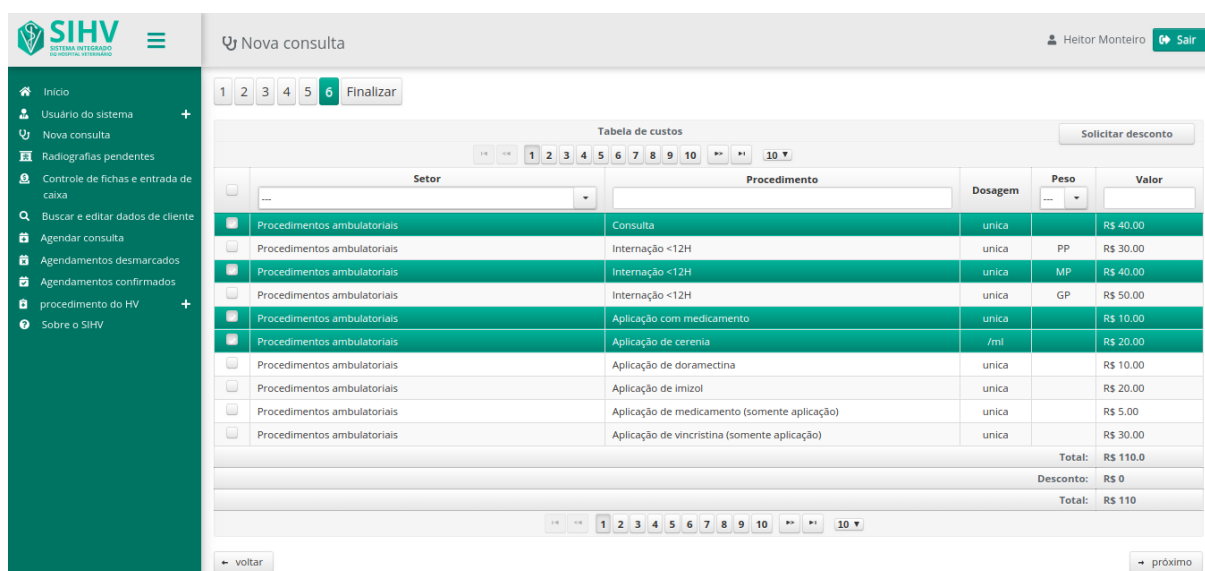 SIHV
SISTEMA INTEGRADO
DO HOSPITAL VETERINÁRIO
Nova consulta
Heitor Monteiro
Sair
Início
Usuário do sistema +
Nova consulta
Radiografias pendentes
Controle de fichas e entrada de
caixa
Buscar e editar dados de cliente
Agendar consulta
Agendamentos desmarcados
Agendamentos confirmados
procedimento do HV +
Sobre o SIHV
1 2 3 4 5 6 Finalizar
Tabela de custos
Solicitar desconto
1 2 3 4 5 6 7 8 9 10 10
Setor Procedimento Dosagem Peso Valor
--- ---
Procedimentos ambulatoriais Consulta unica R$ 40.00
Procedimentos ambulatoriais Internação <12H unica PP R$ 30.00
Procedimentos ambulatoriais Internação <12H unica MP R$ 40.00
Procedimentos ambulatoriais Internação <12H unica GP R$ 50.00
Procedimentos ambulatoriais Aplicação com medicamento unica R$ 10.00
Procedimentos ambulatoriais Aplicação de cerenia /ml R$ 20.00
Procedimentos ambulatoriais Aplicação de doramectina unica R$ 10.00
Procedimentos ambulatoriais Aplicação de imizol unica R$ 20.00
Procedimentos ambulatoriais Aplicação de medicamento (somente aplicação) unica R$ 5.00
Procedimentos ambulatoriais Aplicação de vincristina (somente aplicação) unica R$ 30.00
Total: R$ 110.0
Desconto: R$ 0
Total: R$ 110
1 2 3 4 5 6 7 8 9 10 10
← voltar
→ próximo